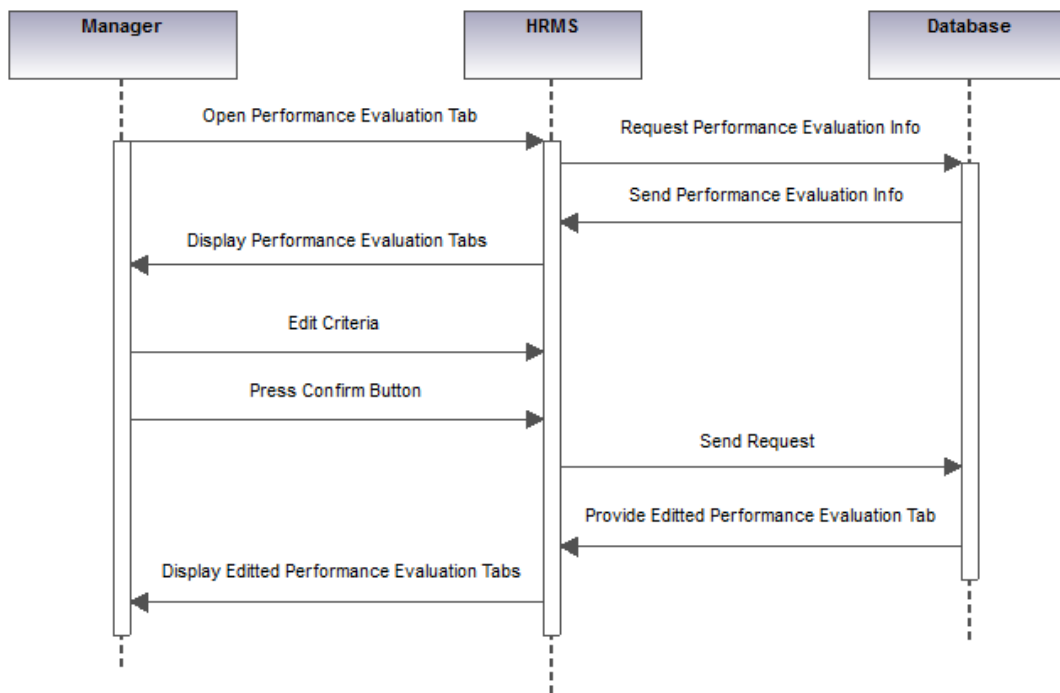 Manager
HRMS
Database
Open Performance Evaluation Tab
Request Performance Evaluation Info
Send Performance Evaluation Info
Display Performance Evaluation Tabs
Edit Criteria
Press Confirm Button
Send Request
Provide Editted Performance Evaluation Tab
Display Editted Performance Evaluation Tabs